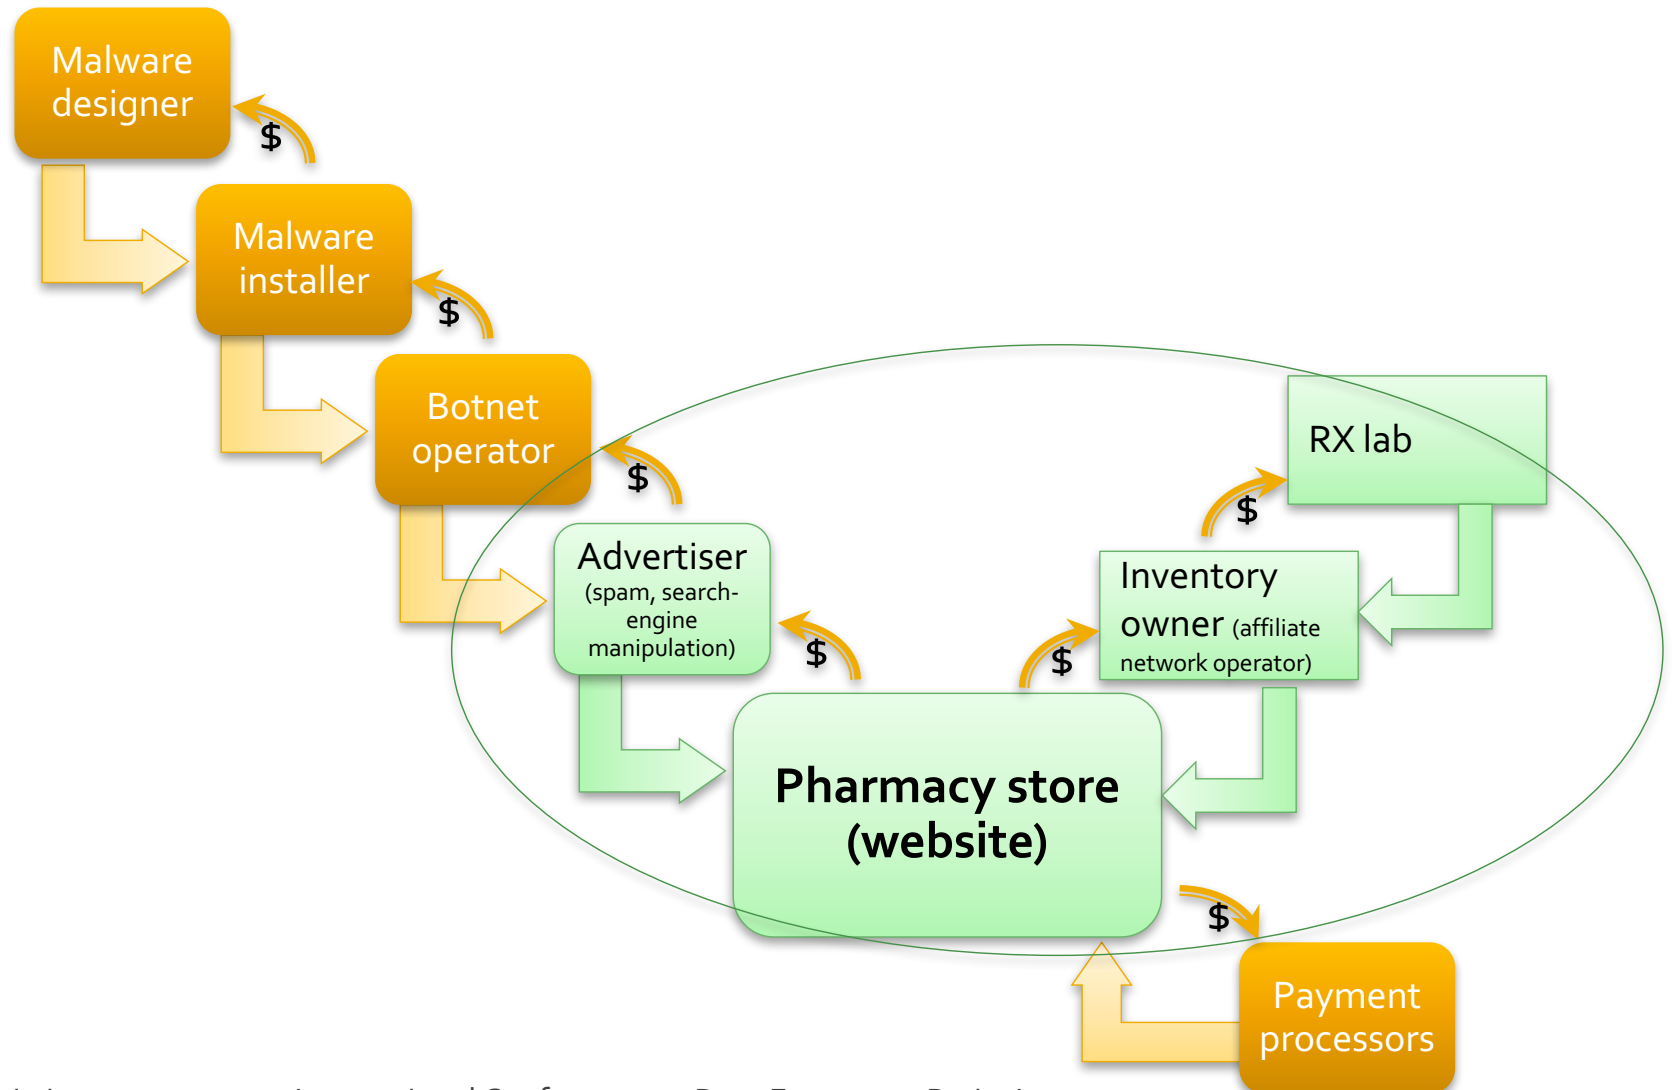 Malware
designer
$
Malware
installer
$
Botnet
operator
$
RX lab
$
Advertiser
(spam, search-
engine
manipulation)
$
Inventory
owner (affiliate
network operator)
$
Pharmacy store
(website)
$
Payment
processors